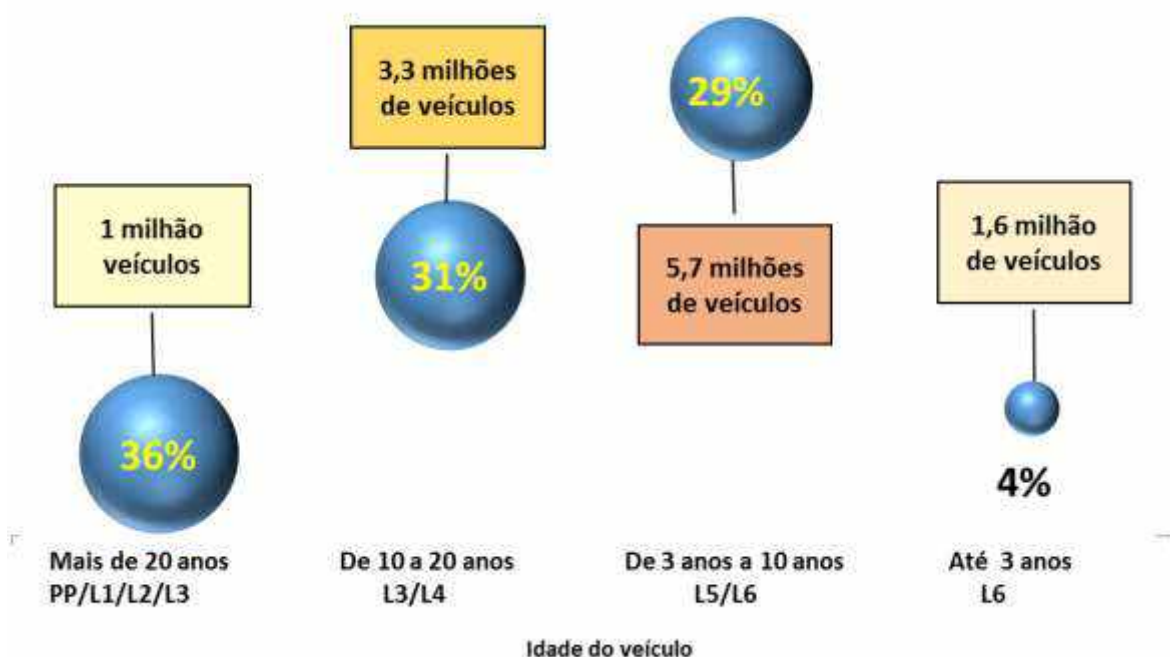 1 milhão
veículos
36%
Mais de 20 anos
PP/L1/L2/L3
3,3 milhões
de veículos
31%
De 10 a 20 anos
L3/L4
29%
5,7 milhões
de veículos
De 3 anos a 10 anos
L5/L6
1,6 milhão
de veículos
4%
Até 3 anos
L6
Idade do veículo